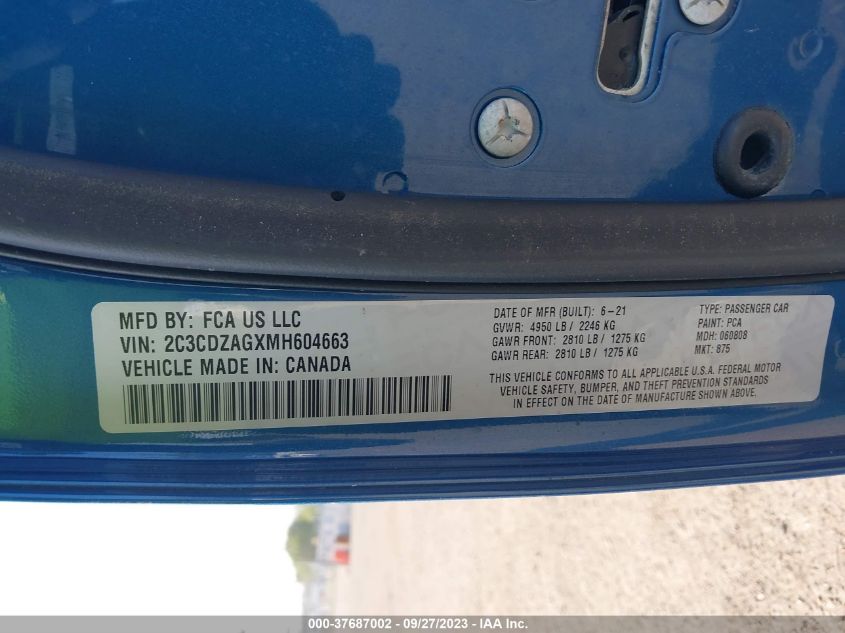 MFD BY: FCA US LLC
VIN: 2C3CDZAGXMH604663
VEHICLE MADE IN: CANADA
DATE OF MFR (BUILT): 6-21
GVWR: 4950 LB / 2246 KG
GAWR FRONT: 2810 LB / 1275 KG
GAWR REAR: 2810 LB / 1275 KG
TYPE: PASSENGER CAR
PAINT: PCA
MDH: 060808
MKT: 875
THIS VEHICLE CONFORMS TO ALL APPLICABLE U.S.A. FEDERAL MOTOR
VEHICLE SAFETY, BUMPER, AND THEFT PREVENTION STANDARDS
IN EFFECT ON THE DATE OF MANUFACTURE SHOWN ABOVE.
000-37687002 - 09/27/2023 - IAA Inc.